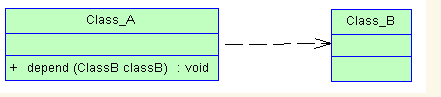 Class_A
+ depend (ClassB classB) : void
Class_B